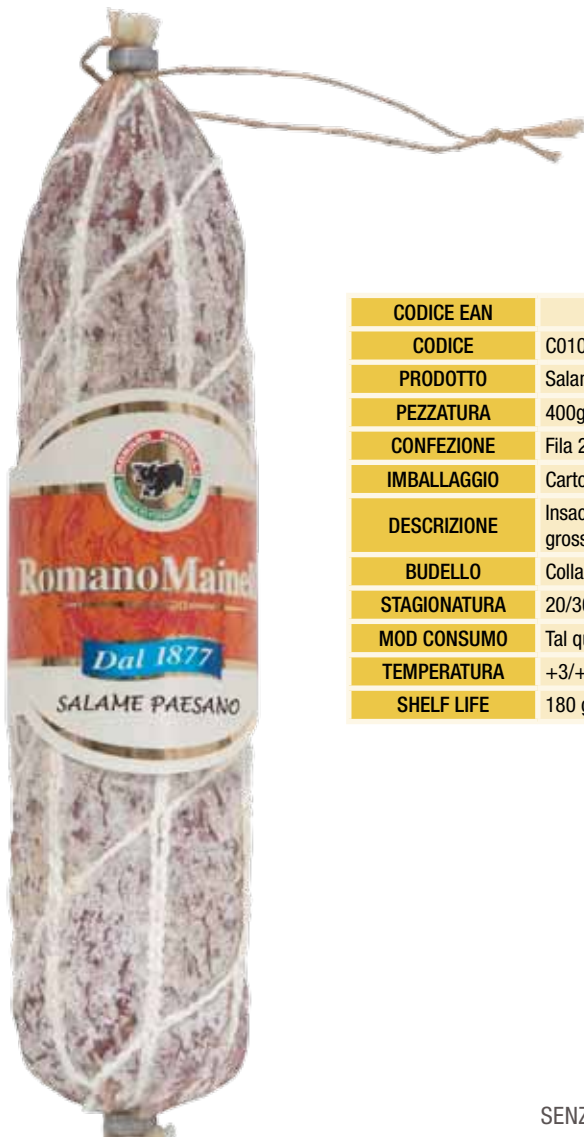 RomanoMainel
Dal 1877
SALAME PAESANO
CODICE EAN
CODICE C010
PRODOTTO Salar
PEZZATURA 400g
CONFEZIONE Fila 2
IMBALLAGGIO Carto
DESCRIZIONE Insac
gross
BUDELLO Colla
STAGIONATURA 20/30
MOD CONSUMO Tal qu
TEMPERATURA +3/+
SHELF LIFE 180 g
SENZ